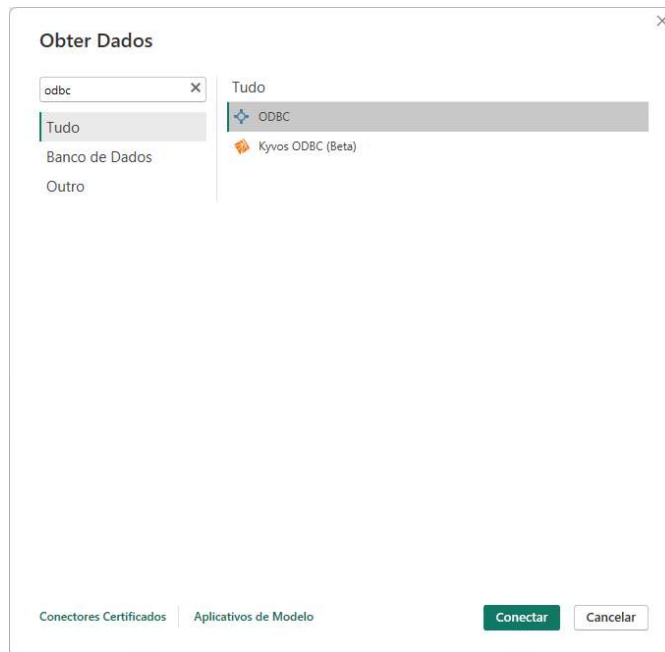 Obter Dados
odbc
Tudo
Banco de Dados
Outro
Tudo
ODBC
Kyvos ODBC (Beta)
Conectores Certificados
Aplicativos de Modelo
Conectar
Cancelar